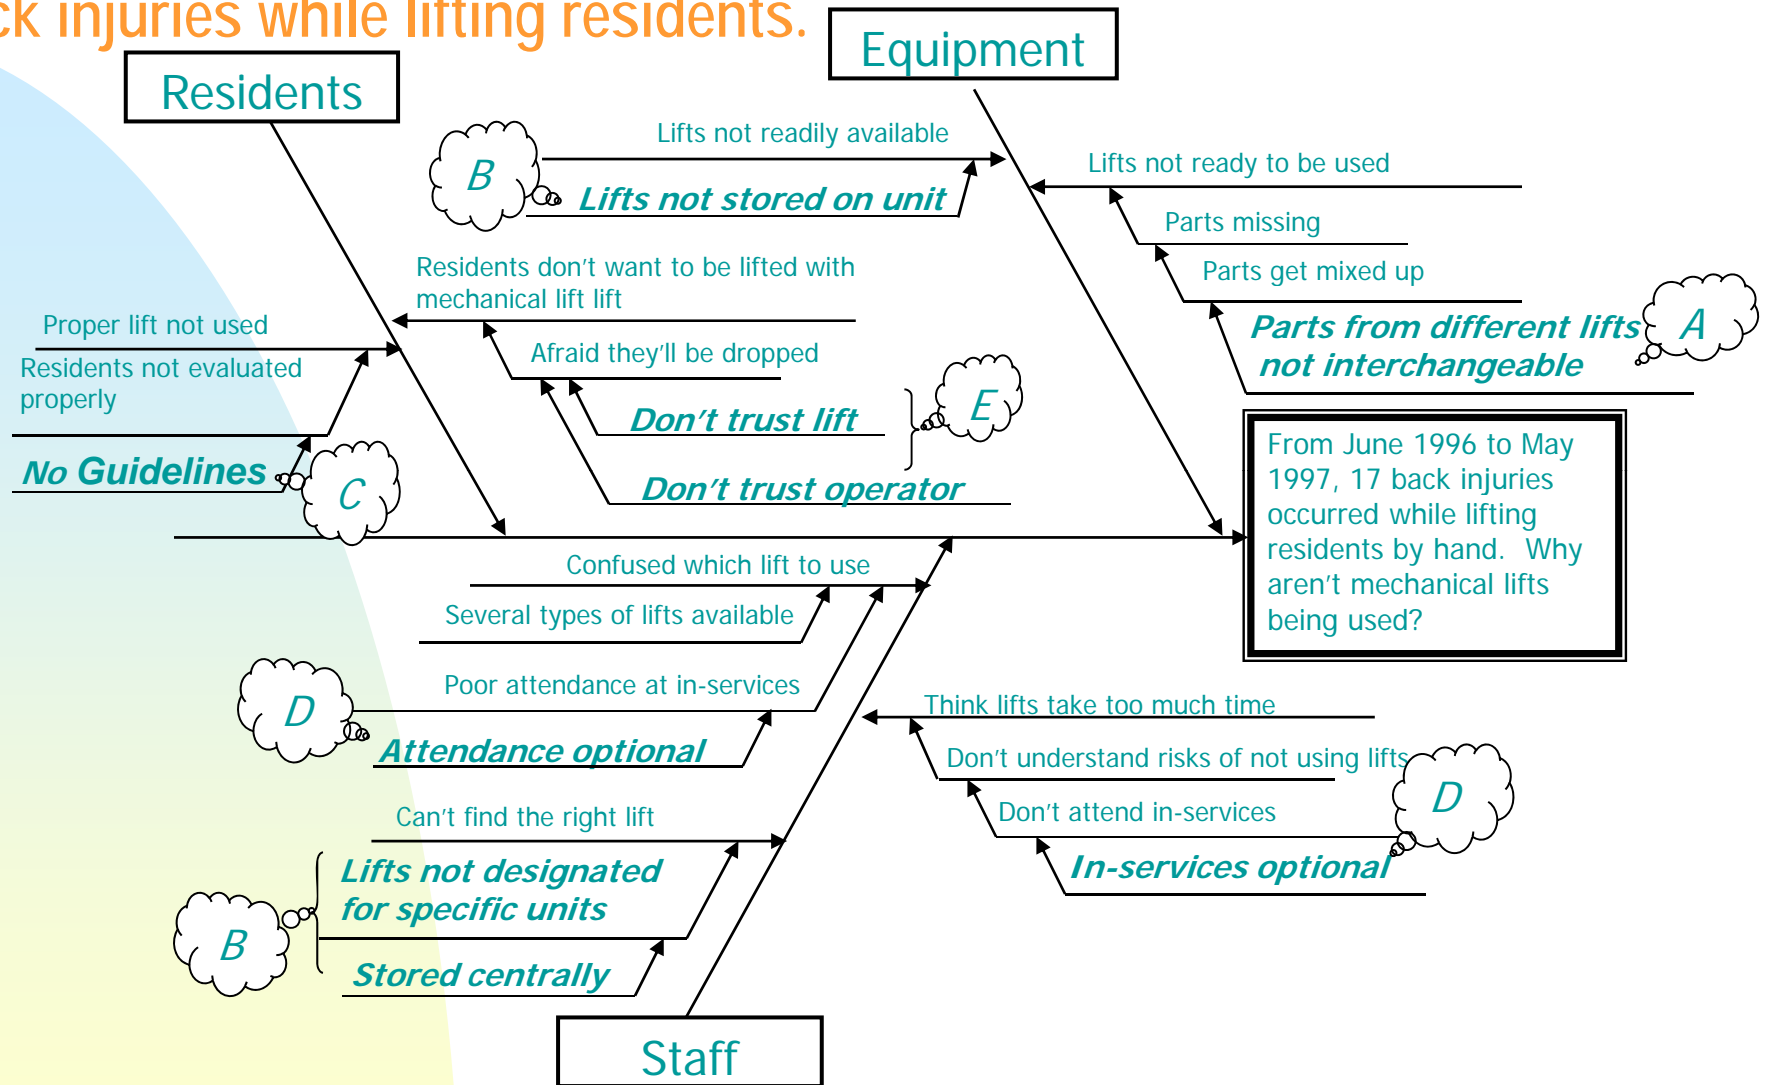 ck injuries while lifting residents.
Residents
Equipment
Lifts not readily available
B
Lifts not stored on unit
Lifts not ready to be used
Parts missing
Parts get mixed up
Parts from different lifts
not interchangeable
A
Residents don't want to be lifted with
mechanical lift lift
Proper lift not used
Residents not evaluated
properly
No Guidelines
C
Afraid they'll be dropped
Don't trust lift
Don't trust operator
E
From June 1996 to May
1997, 17 back injuries
occurred while lifting
residents by hand. Why
aren't mechanical lifts
being used?
Confused which lift to use
Several types of lifts available
Poor attendance at in-services
D
Attendance optional
Can't find the right lift
Lifts not designated
for specific units
B
Stored centrally
Think lifts take too much time
Don't understand risks of not using lifts
Don't attend in-services
D
In-services optional
Staff